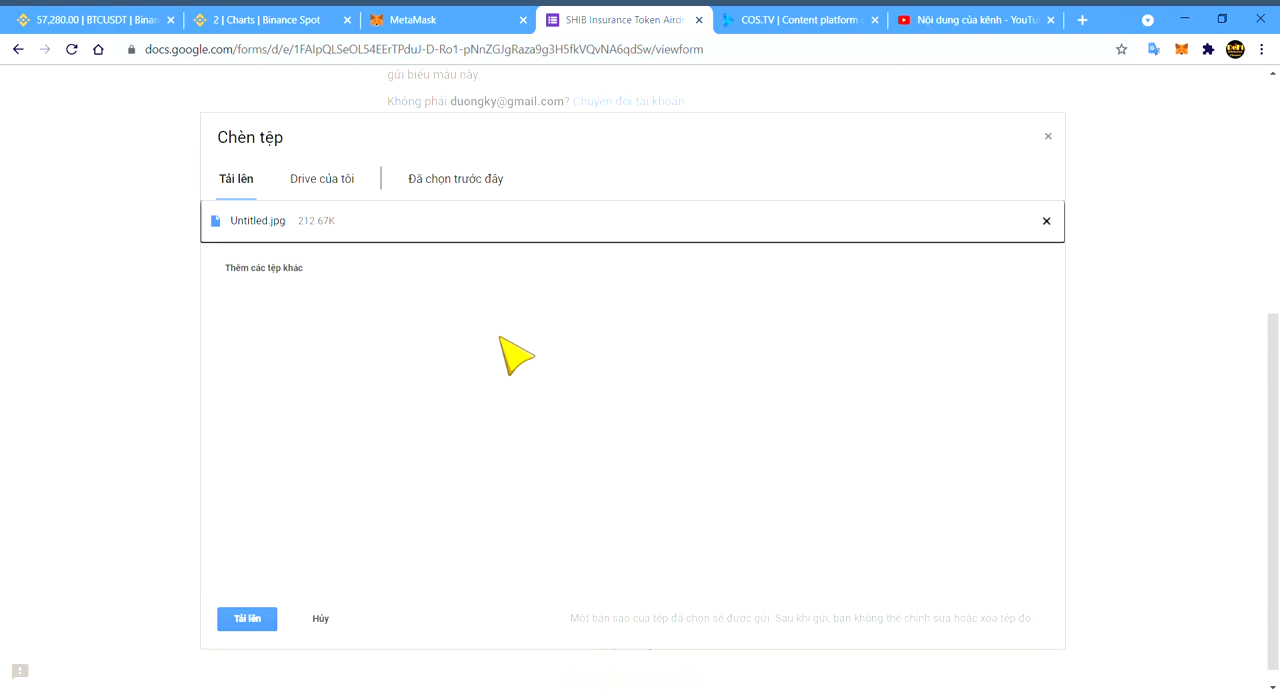 57,280.00 | BTCUSDT | Binan
2 | Charts | Binance Spot
MetaMask
SHIB Insurance Token Airdr
COS.TV | Content platform
Nội dung của kênh - YouTu
docs.google.com/forms/d/e/1FAIpQLSeOL54EErTPduJ-D-Ro1-pNnZGJgRaza9g3H5fkVQvNA6qdSw/viewform
gửi biểu mẫu này.
Không phải duongky@gmail.com? Chuyển đổi tài khoản
Chèn tệp
Tải lên
Drive của tôi
Đã chọn trước đây
Untitled.jpg 212.67K
Thêm các tệp khác
Tải lên
Hủy
Một bản sao của tệp đã chọn sẽ được gửi. Sau khi gửi, bạn không thể chỉnh sửa hoặc xóa tệp đó.